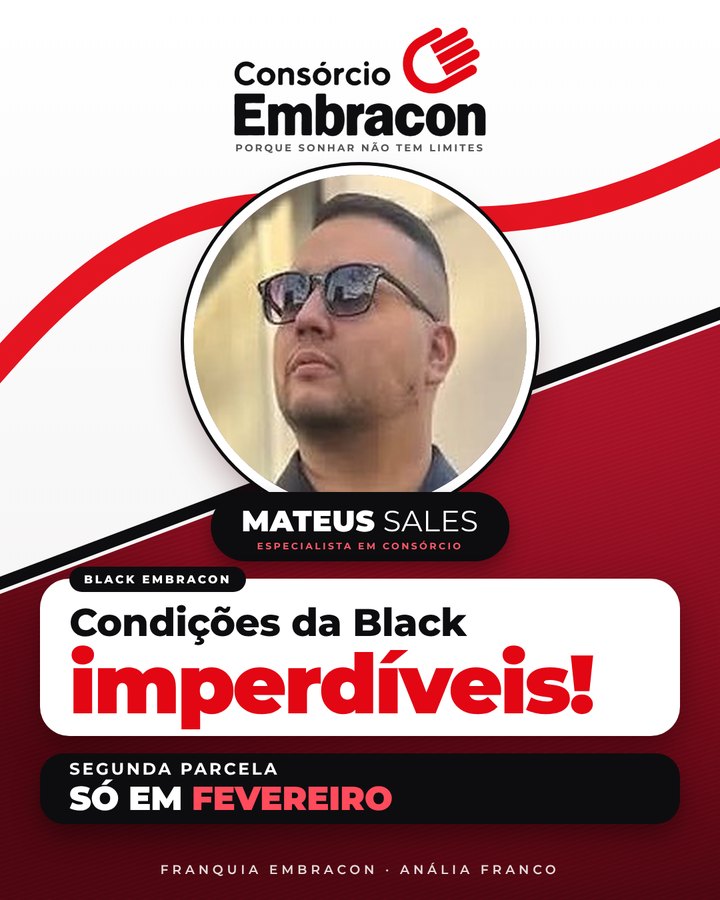 Consórcio
Embracon
PORQUE SONHAR NÃO TEM LIMITES
MATEUS SALES
ESPECIALISTA EM CONSÓRCIO
BLACK EMBRACON
Condições da Black
imperdíveis!
SEGUNDA PARCELA
SÓ EM FEVEREIRO
FRANQUIA EMBRACON · ANÁLIA FRANCO